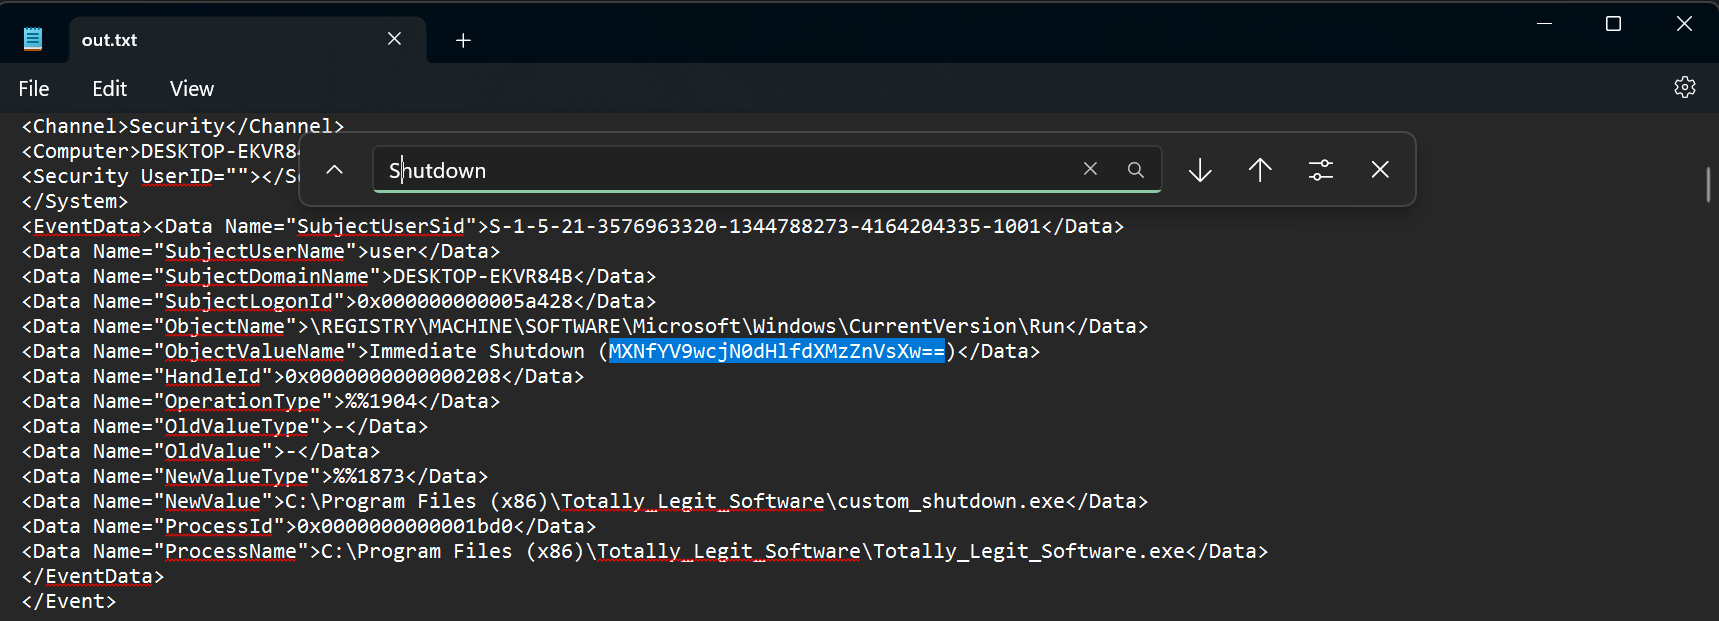 out.txt
File Edit View
<Channel>Security</Channel>
<Computer>DESKTOP-EKVR84
Shutdown
<Security UserID=""></S
</System>
<EventData><Data Name="SubjectUserSid">S-1-5-21-3576963320-1344788273-4164204335-1001</Data>
<Data Name="SubjectUserName">user</Data>
<Data Name="SubjectDomainName">DESKTOP-EKVR84B</Data>
<Data Name="SubjectLogonId">0x000000000005a428</Data>
<Data Name="ObjectName">\REGISTRY\MACHINE\SOFTWARE\Microsoft\Windows\CurrentVersion\Run</Data>
<Data Name="ObjectValueName">Immediate Shutdown (MXNfYV9wcjN0dHlfdXMzZnVsXw==)</Data>
<Data Name="HandleId">0x0000000000000208</Data>
<Data Name="OperationType">%%1904</Data>
<Data Name="OldValueType">-</Data>
<Data Name="OldValue">-</Data>
<Data Name="NewValueType">%%1873</Data>
<Data Name="NewValue">C:\Program Files (x86)\Totally_Legit_Software\custom_shutdown.exe</Data>
<Data Name="ProcessId">0x0000000000001bd0</Data>
<Data Name="ProcessName">C:\Program Files (x86)\Totally_Legit_Software\Totally_Legit_Software.exe</Data>
</EventData>
</Event>